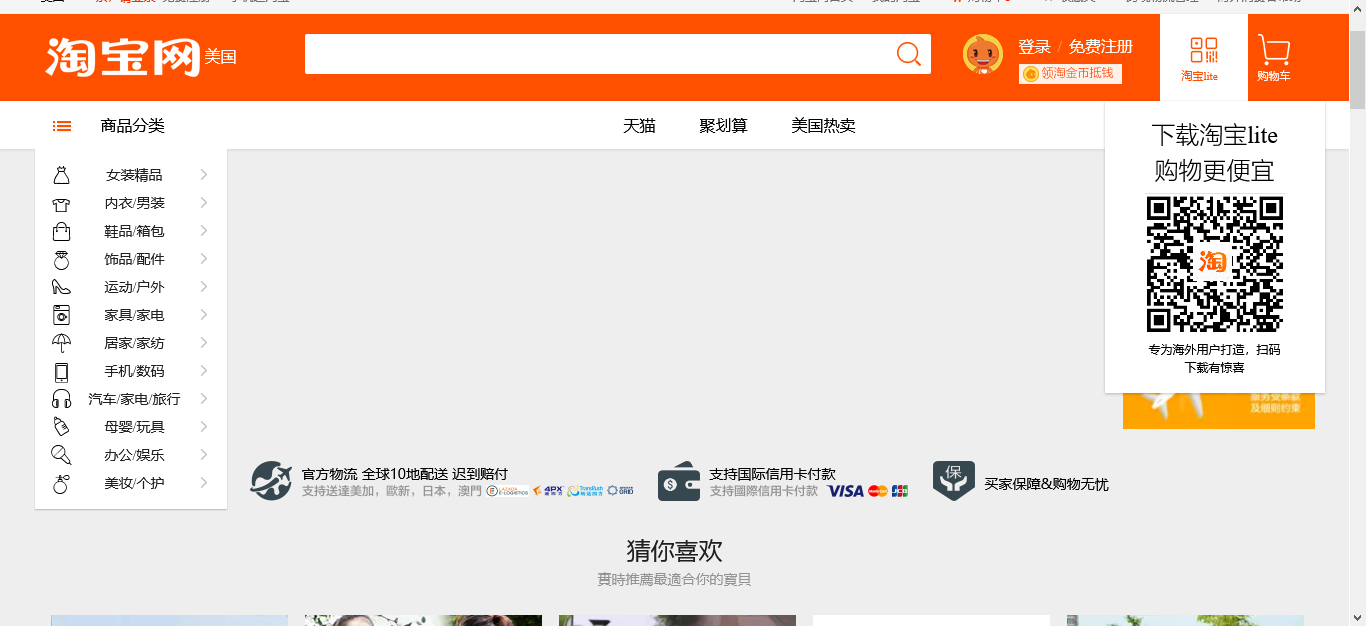 淘宝网 美国
登录 / 免费注册
领淘金币抵钱
淘宝lite
购物车
商品分类
天猫
聚划算
美国热卖
女装精品
内衣/男装
鞋品/箱包
饰品/配件
运动/户外
家具/家电
居家/家纺
手机/数码
汽车/家电/旅行
母婴/玩具
办公/娱乐
美妆/个护
下载淘宝lite
购物更便宜
淘
专为海外用户打造，扫码
下载有惊喜
及细则约束
官方物流 全球10地配送 迟到赔付
支持送達美加，歐新，日本，澳門
4PX
支持国际信用卡付款
支持國際信用卡付款 VISA
保
买家保障&购物无忧
猜你喜欢
實時推薦最適合你的寶貝